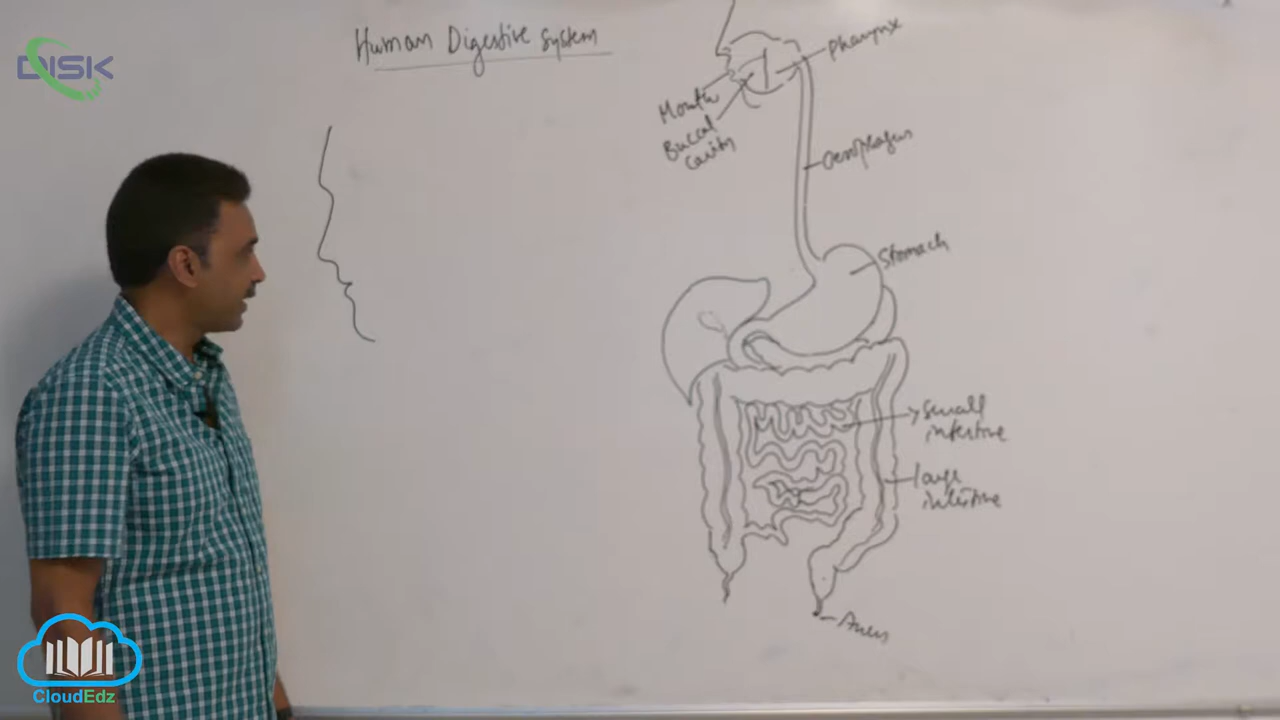 DISK
Human Digestive System
pharynx
Mouth
Buccal
cavity
oesophagus
Stomach
small
intestine
large
intestine
Anus
CloudEdz